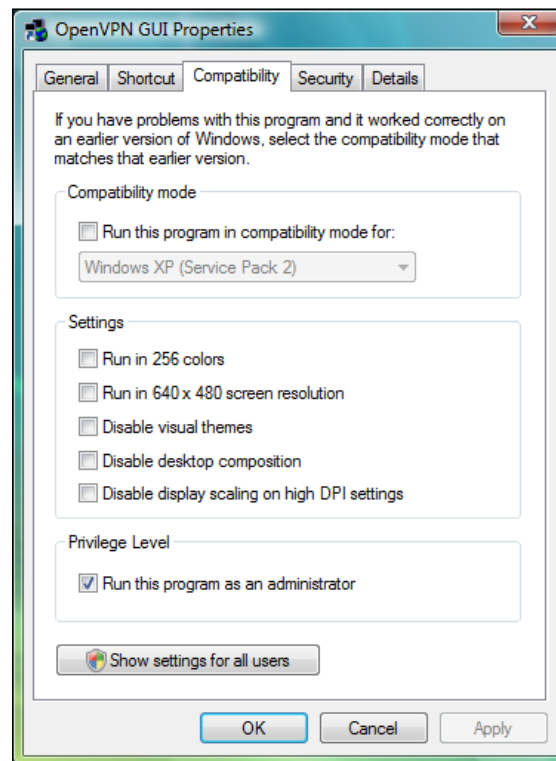 OpenVPN GUI Properties
General Shortcut Compatibility Security Details
If you have problems with this program and it worked correctly on
an earlier version of Windows, select the compatibility mode that
matches that earlier version.
Compatibility mode
Run this program in compatibility mode for:
Windows XP (Service Pack 2)
Settings
Run in 256 colors
Run in 640 x 480 screen resolution
Disable visual themes
Disable desktop composition
Disable display scaling on high DPI settings
Privilege Level
Run this program as an administrator
Show settings for all users
OK Cancel Apply